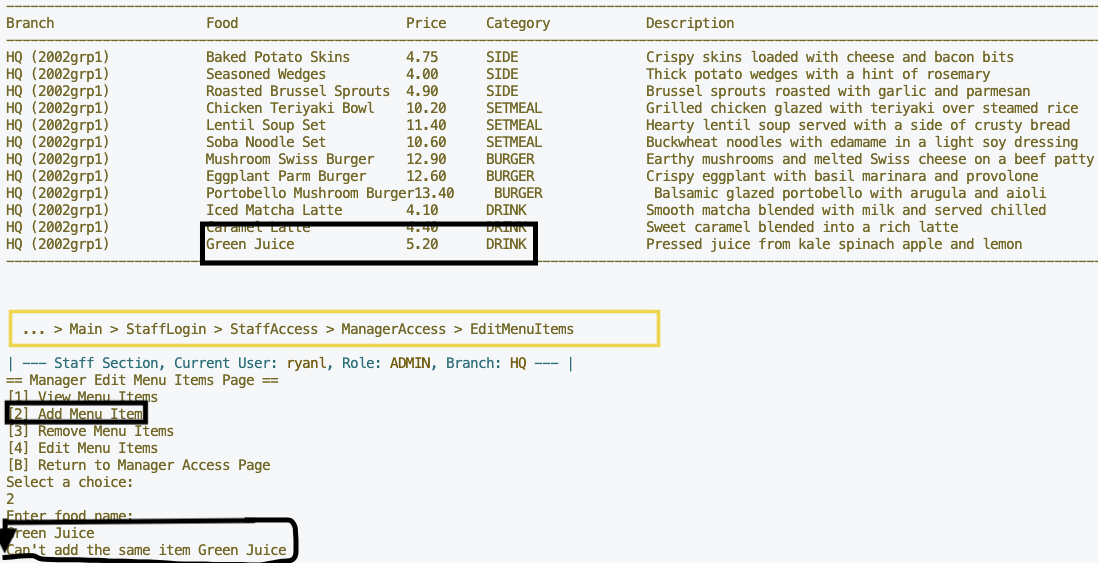 Branch Food Price Category Description
HQ (2002grp1) Baked Potato Skins 4.75 SIDE Crispy skins loaded with cheese and bacon bits
HQ (2002grp1) Seasoned Wedges 4.00 SIDE Thick potato wedges with a hint of rosemary
HQ (2002grp1) Roasted Brussel Sprouts 4.90 SIDE Brussel sprouts roasted with garlic and parmesan
HQ (2002grp1) Chicken Teriyaki Bowl 10.20 SETMEAL Grilled chicken glazed with teriyaki over steamed rice
HQ (2002grp1) Lentil Soup Set 11.40 SETMEAL Hearty lentil soup served with a side of crusty bread
HQ (2002grp1) Soba Noodle Set 10.60 SETMEAL Buckwheat noodles with edamame in a light soy dressing
HQ (2002grp1) Mushroom Swiss Burger 12.90 BURGER Earthy mushrooms and melted Swiss cheese on a beef patty
HQ (2002grp1) Eggplant Parm Burger 12.60 BURGER Crispy eggplant with basil marinara and provolone
HQ (2002grp1) Portobello Mushroom Burger13.40 BURGER Balsamic glazed portobello with arugula and aioli
HQ (2002grp1) Iced Matcha Latte 4.10 DRINK Smooth matcha blended with milk and served chilled
HQ (2002grp1) Caramel Latte 4.40 DRINK Sweet caramel blended into a rich latte
HQ (2002grp1) Green Juice 5.20 DRINK Pressed juice from kale spinach apple and lemon
... > Main > StaffLogin > StaffAccess > ManagerAccess > EditMenuItems
| --- Staff Section, Current User: ryanl, Role: ADMIN, Branch: HQ --- |
== Manager Edit Menu Items Page ==
[1] View Menu Items
[2] Add Menu Item
[3] Remove Menu Items
[4] Edit Menu Items
[B] Return to Manager Access Page
Select a choice:
2
Enter food name:
Green Juice
Can't add the same item Green Juice